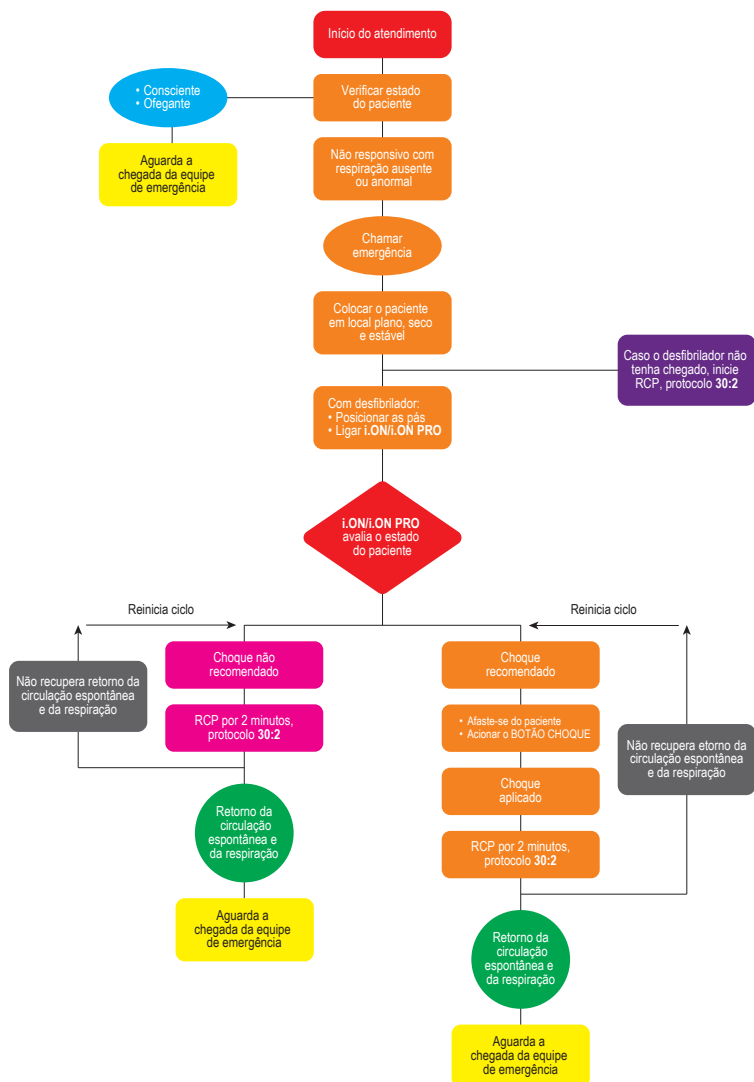 Início do atendimento
• Consciente
• Ofegante
Verificar estado
do paciente
Aguarda a
chegada da equipe
de emergência
Não responsivo com
respiração ausente
ou anormal
Chamar
emergência
Colocar o paciente
em local plano, seco
e estável
Caso o desfibrilador não
tenha chegado, inicie
RCP, protocolo 30:2
Com desfibrilador:
• Posicionar as pás
• Ligar i.ON/i.ON PRO
i.ON/i.ON PRO
avalia o estado
do paciente
Reinicia ciclo
Reinicia ciclo
Não recupera retorno da
circulação espontânea
e da respiração
Choque não
recomendado
RCP por 2 minutos,
protocolo 30:2
Retorno da
circulação
espontânea e
da respiração
Aguarda a
chegada da equipe
de emergência
Choque
recomendado
• Afaste-se do paciente
• Acionar o BOTÃO CHOQUE
Choque
aplicado
RCP por 2 minutos,
protocolo 30:2
Não recupera etorno da
circulação espontânea
e da respiração
Retorno da
circulação
espontânea e
da respiração
Aguarda a
chegada da equipe
de emergência